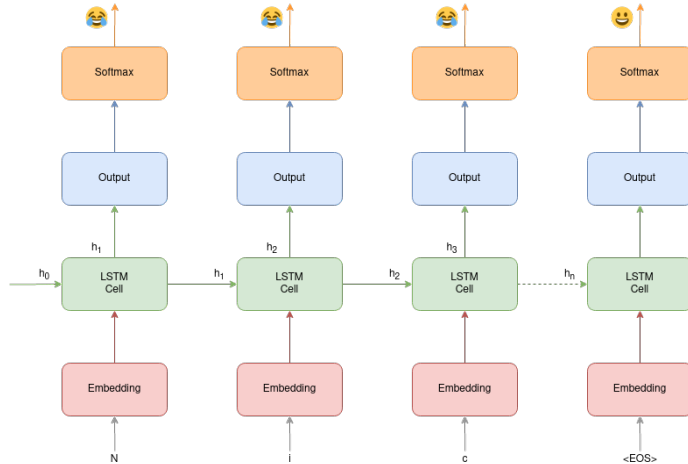 Softmax Softmax Softmax Softmax
Output Output Output Output
h1 h2 h3
h0 h1 h2 hn
LSTM Cell LSTM Cell LSTM Cell LSTM Cell
Embedding Embedding Embedding Embedding
N i c <EOS>